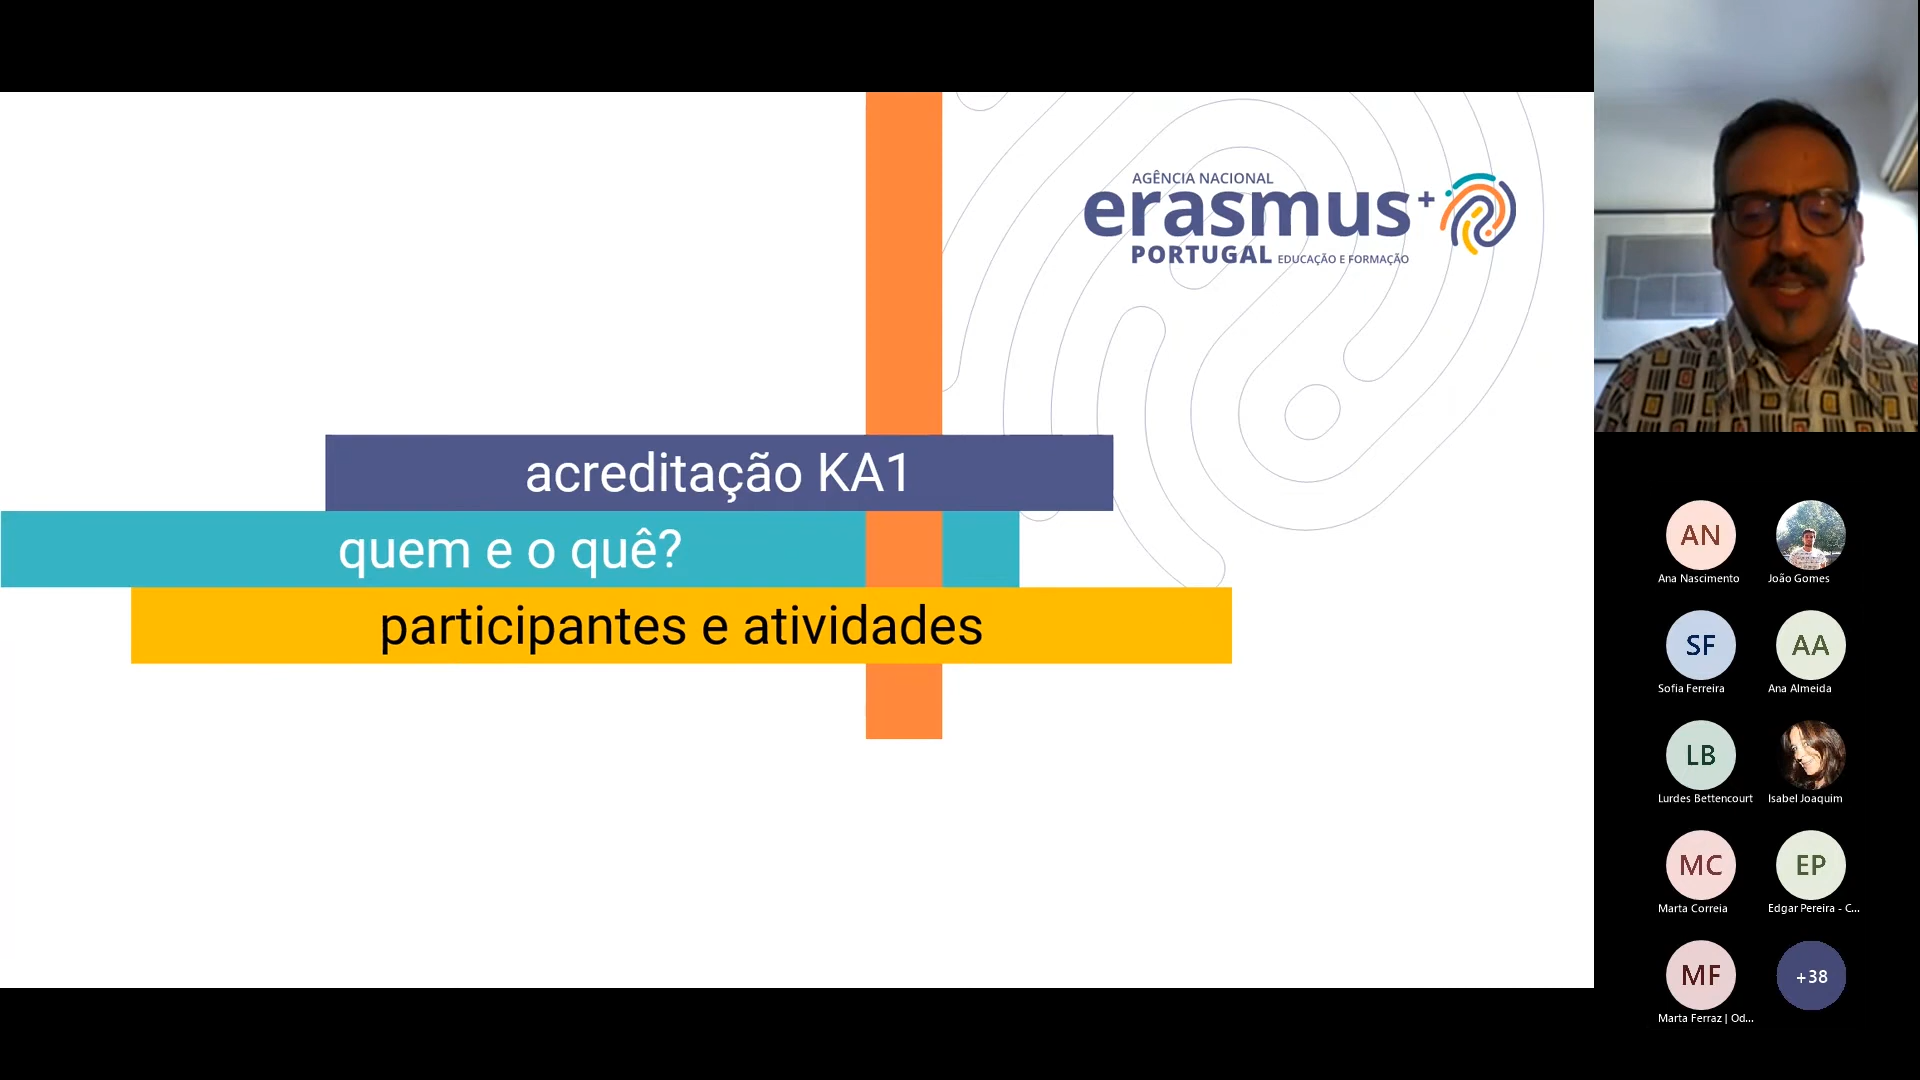 AGÊNCIA NACIONAL
erasmus+
PORTUGAL EDUCAÇÃO E FORMAÇÃO
acreditação KA1
quem e o quê?
participantes e atividades
AN
Ana Nascimento
João Gomes
SF
Sofia Ferreira
AA
Ana Almeida
LB
Lurdes Bettencourt
Isabel Joaquim
MC
Marta Correia
EP
Edgar Pereira - C...
MF
Marta Ferraz | Od...
+38